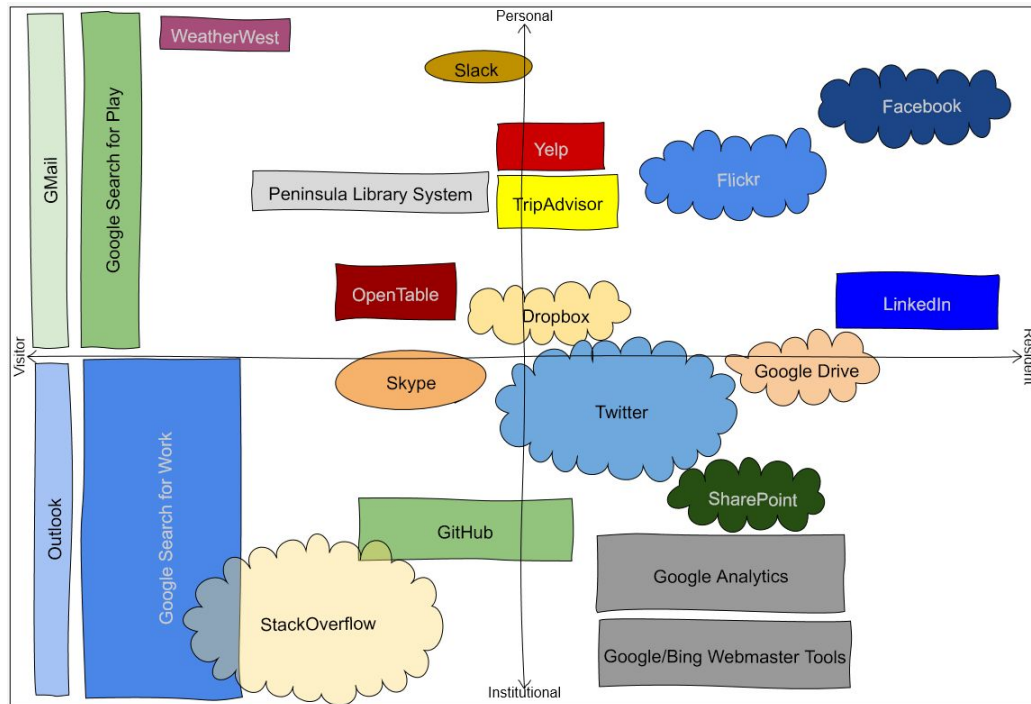 Personal
WeatherWest
Slack
Facebook
Google Search for Play
GMail
Yelp
Flickr
Peninsula Library System
TripAdvisor
OpenTable
Dropbox
LinkedIn
Visitor
Resident
Skype
Google Drive
Twitter
Outlook
Google Search for Work
SharePoint
GitHub
Google Analytics
StackOverflow
Google/Bing Webmaster Tools
Institutional